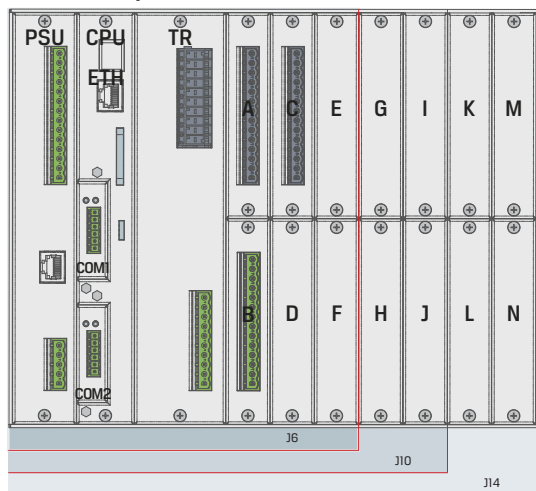 PSU CPU TR
ETH
A C E G I K M
COM1
B D F H J L N
COM2
J6
J10
J14